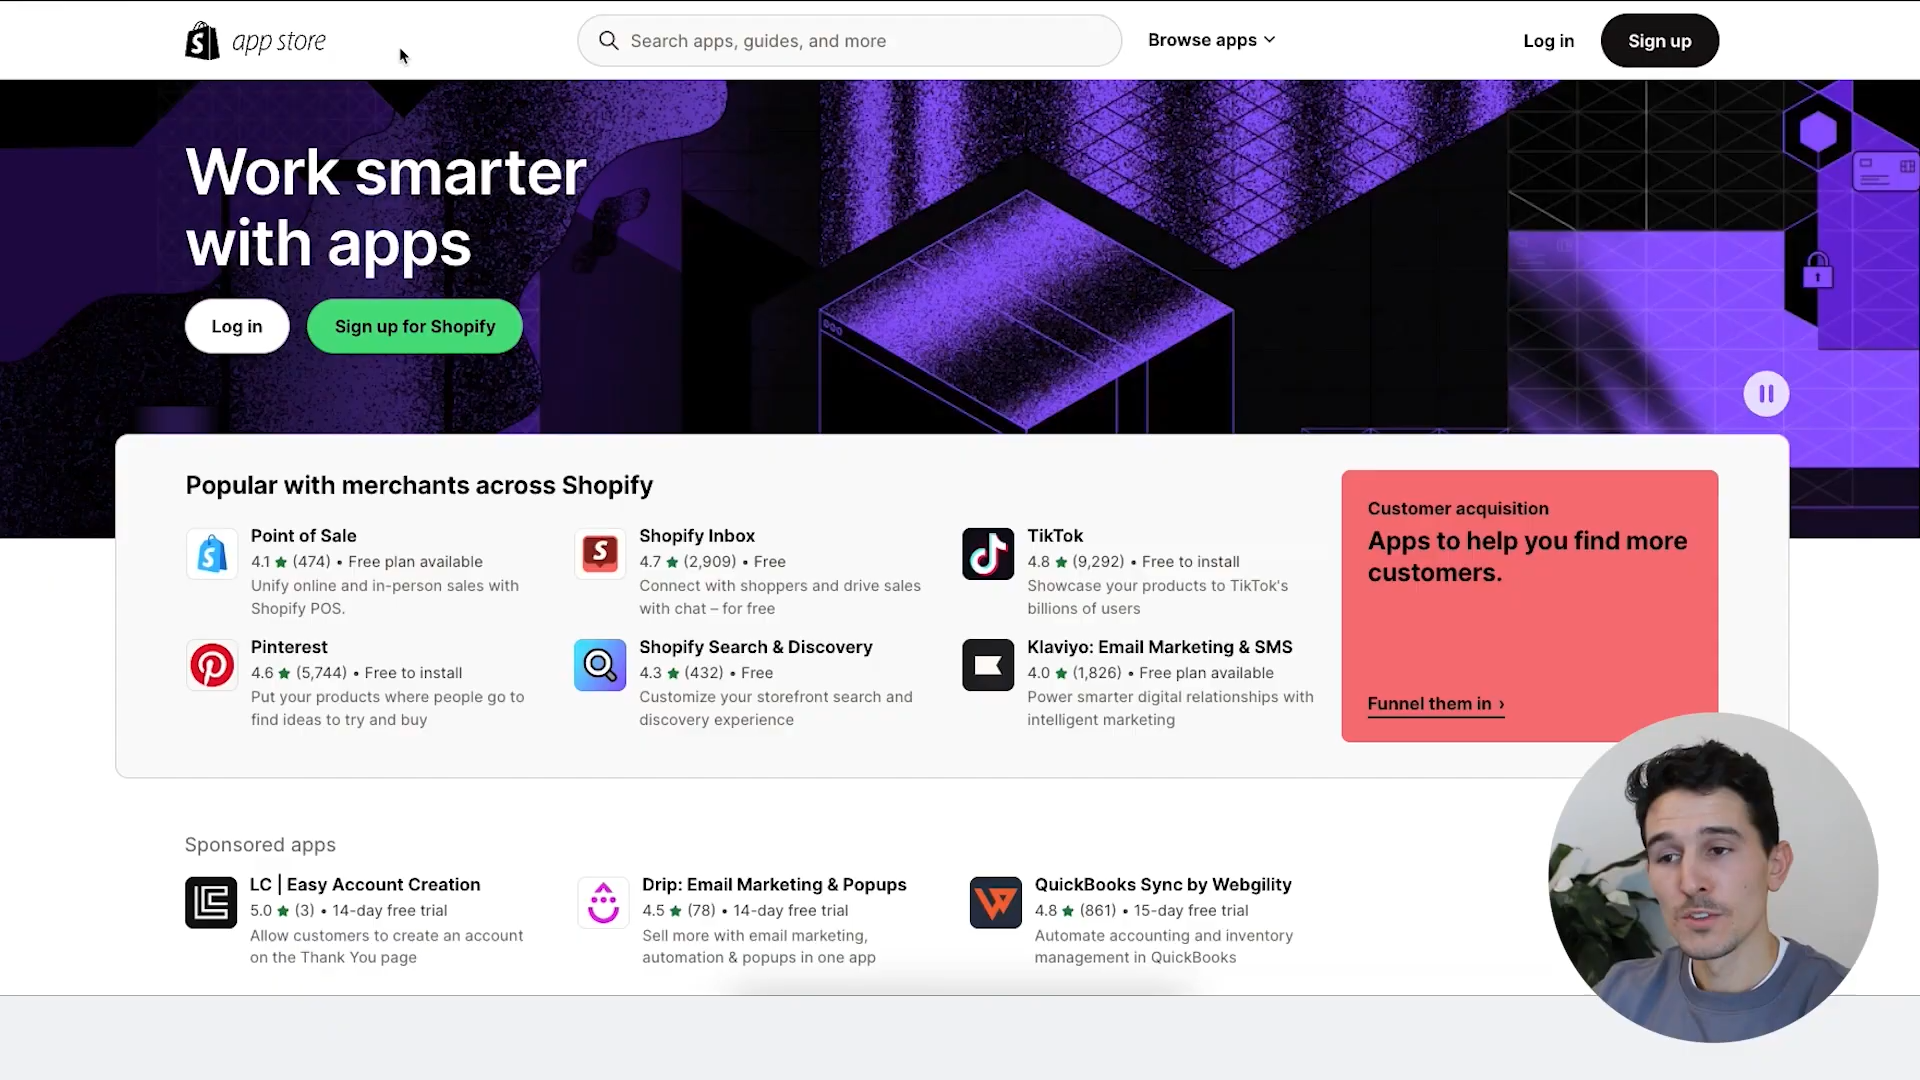 app store
Search apps, guides, and more
Browse apps
Log in
Sign up
Work smarter
with apps
Log in
Sign up for Shopify
Popular with merchants across Shopify
Point of Sale
4.1 ★ (474) • Free plan available
Unify online and in-person sales with
Shopify POS.
Shopify Inbox
4.7 ★ (2,909) • Free
Connect with shoppers and drive sales
with chat – for free
TikTok
4.8 ★ (9,292) • Free to install
Showcase your products to TikTok's
billions of users
Pinterest
4.6 ★ (5,744) • Free to install
Put your products where people go to
find ideas to try and buy
Shopify Search & Discovery
4.3 ★ (432) • Free
Customize your storefront search and
discovery experience
Klaviyo: Email Marketing & SMS
4.0 ★ (1,826) • Free plan available
Power smarter digital relationships with
intelligent marketing
Customer acquisition
Apps to help you find more
customers.
Funnel them in ›
Sponsored apps
LC | Easy Account Creation
5.0 ★ (3) • 14-day free trial
Allow customers to create an account
on the Thank You page
Drip: Email Marketing & Popups
4.5 ★ (78) • 14-day free trial
Sell more with email marketing,
automation & popups in one app
QuickBooks Sync by Webgility
4.8 ★ (861) • 15-day free trial
Automate accounting and inventory
management in QuickBooks